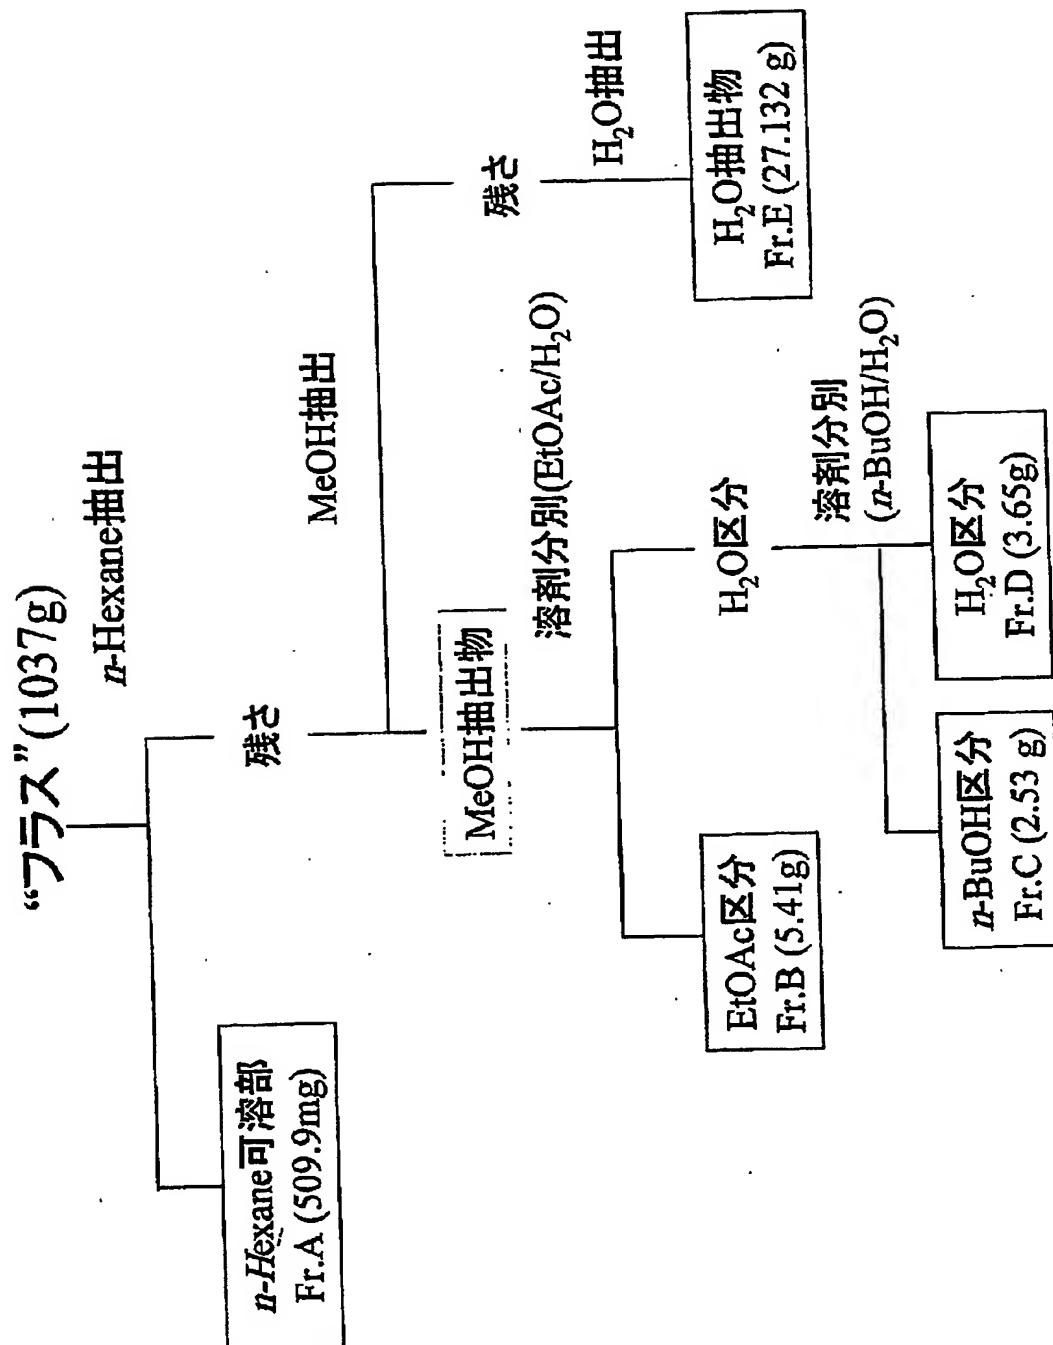 “フラス”(1037g)
n-Hexane抽出
n-Hexane可溶部
Fr.A (509.9mg)
残さ
MeOH抽出
MeOH抽出物
残さ
溶剤分別(EtOAc/H₂O)
H₂O抽出
EtOAc区分
Fr.B (5.41g)
H₂O区分
H₂O抽出物
Fr.E (27.132 g)
溶剤分別
(n-BuOH/H₂O)
n-BuOH区分
Fr.C (2.53 g)
H₂O区分
Fr.D (3.65g)